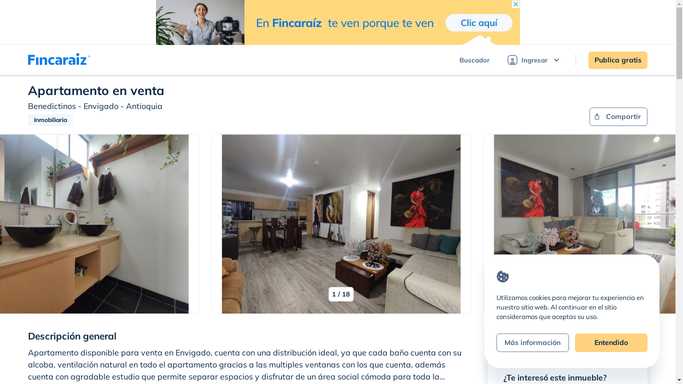 En Fincaraíz te ven porque te ven
Clic aquí
Fincaraiz
Buscador
Ingresar
Publica gratis
Apartamento en venta
Benedictinos - Envigado - Antioquia
Inmobiliaria
Compartir
1 / 18
Utilizamos cookies para mejorar tu experiencia en
nuestro sitio web. Al continuar en el sitio
consideramos que aceptas su uso.
Más información
Entendido
Descripción general
Apartamento disponible para venta en Envigado, cuenta con una distribución ideal, ya que cada baño cuenta con su
alcoba, ventilación natural en todo el apartamento gracias a las multiples ventanas con los que cuenta, además
cuenta con agradable estudio que permite separar espacios y disfrutar de un área social cómoda para toda la...
¿Te interesó este inmueble?